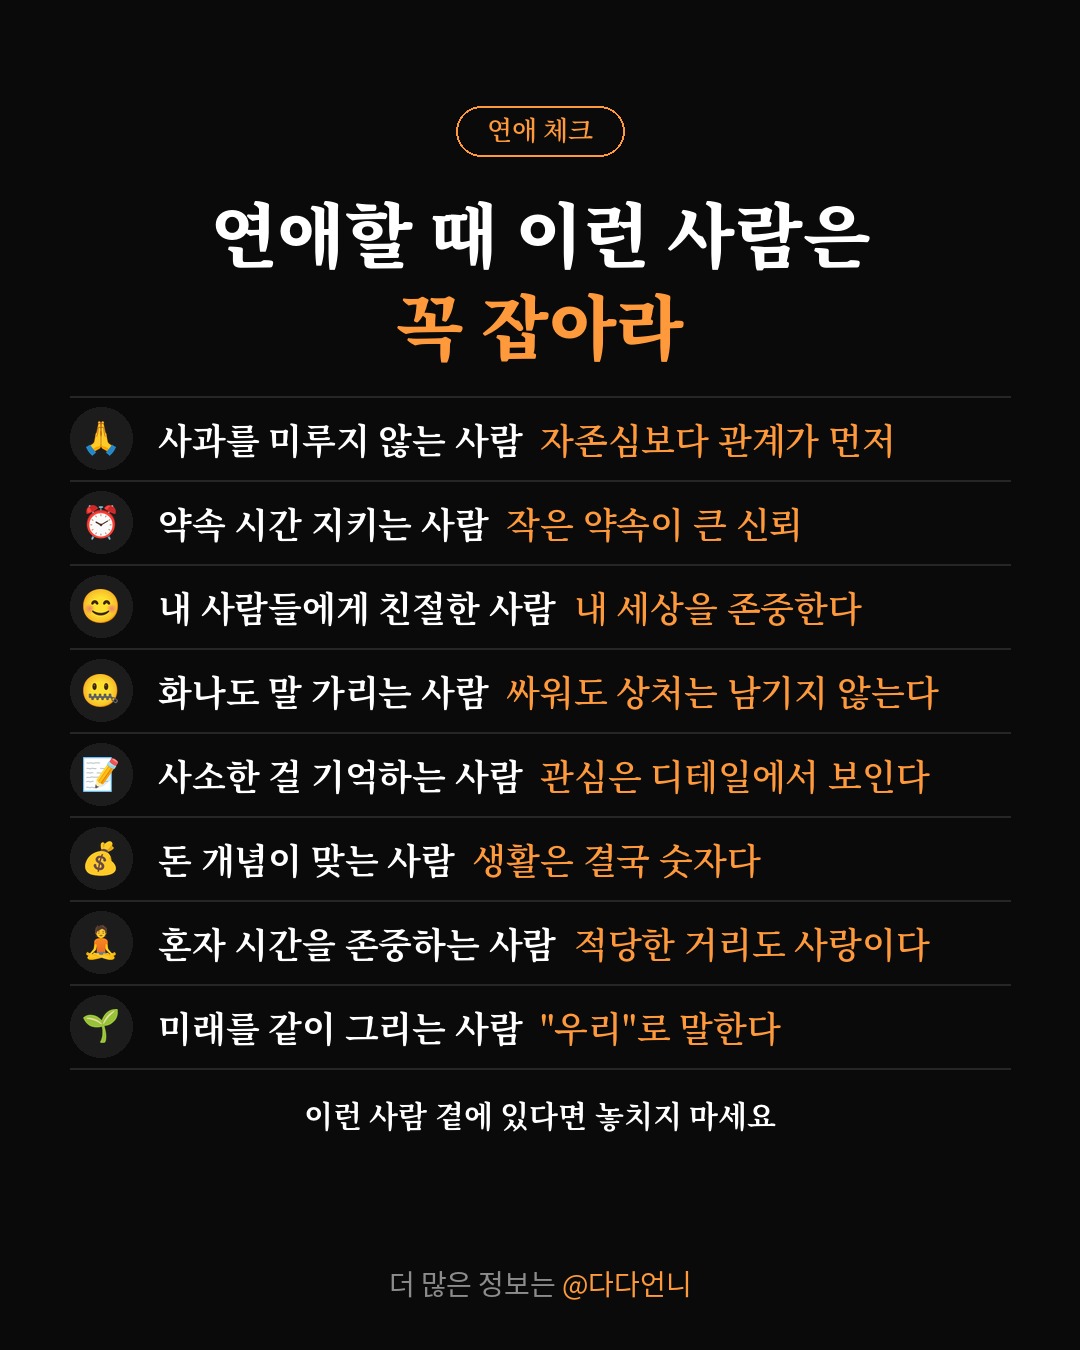 연애 체크
연애할 때 이런 사람은
꼭 잡아라
사과를 미루지 않는 사람 자존심보다 관계가 먼저
약속 시간 지키는 사람 작은 약속이 큰 신뢰
내 사람들에게 친절한 사람 내 세상을 존중한다
화나도 말 가리는 사람 싸워도 상처는 남기지 않는다
사소한 걸 기억하는 사람 관심은 디테일에서 보인다
돈 개념이 맞는 사람 생활은 결국 숫자다
혼자 시간을 존중하는 사람 적당한 거리도 사랑이다
미래를 같이 그리는 사람 "우리"로 말한다
이런 사람 곁에 있다면 놓치지 마세요
더 많은 정보는 @다다언니